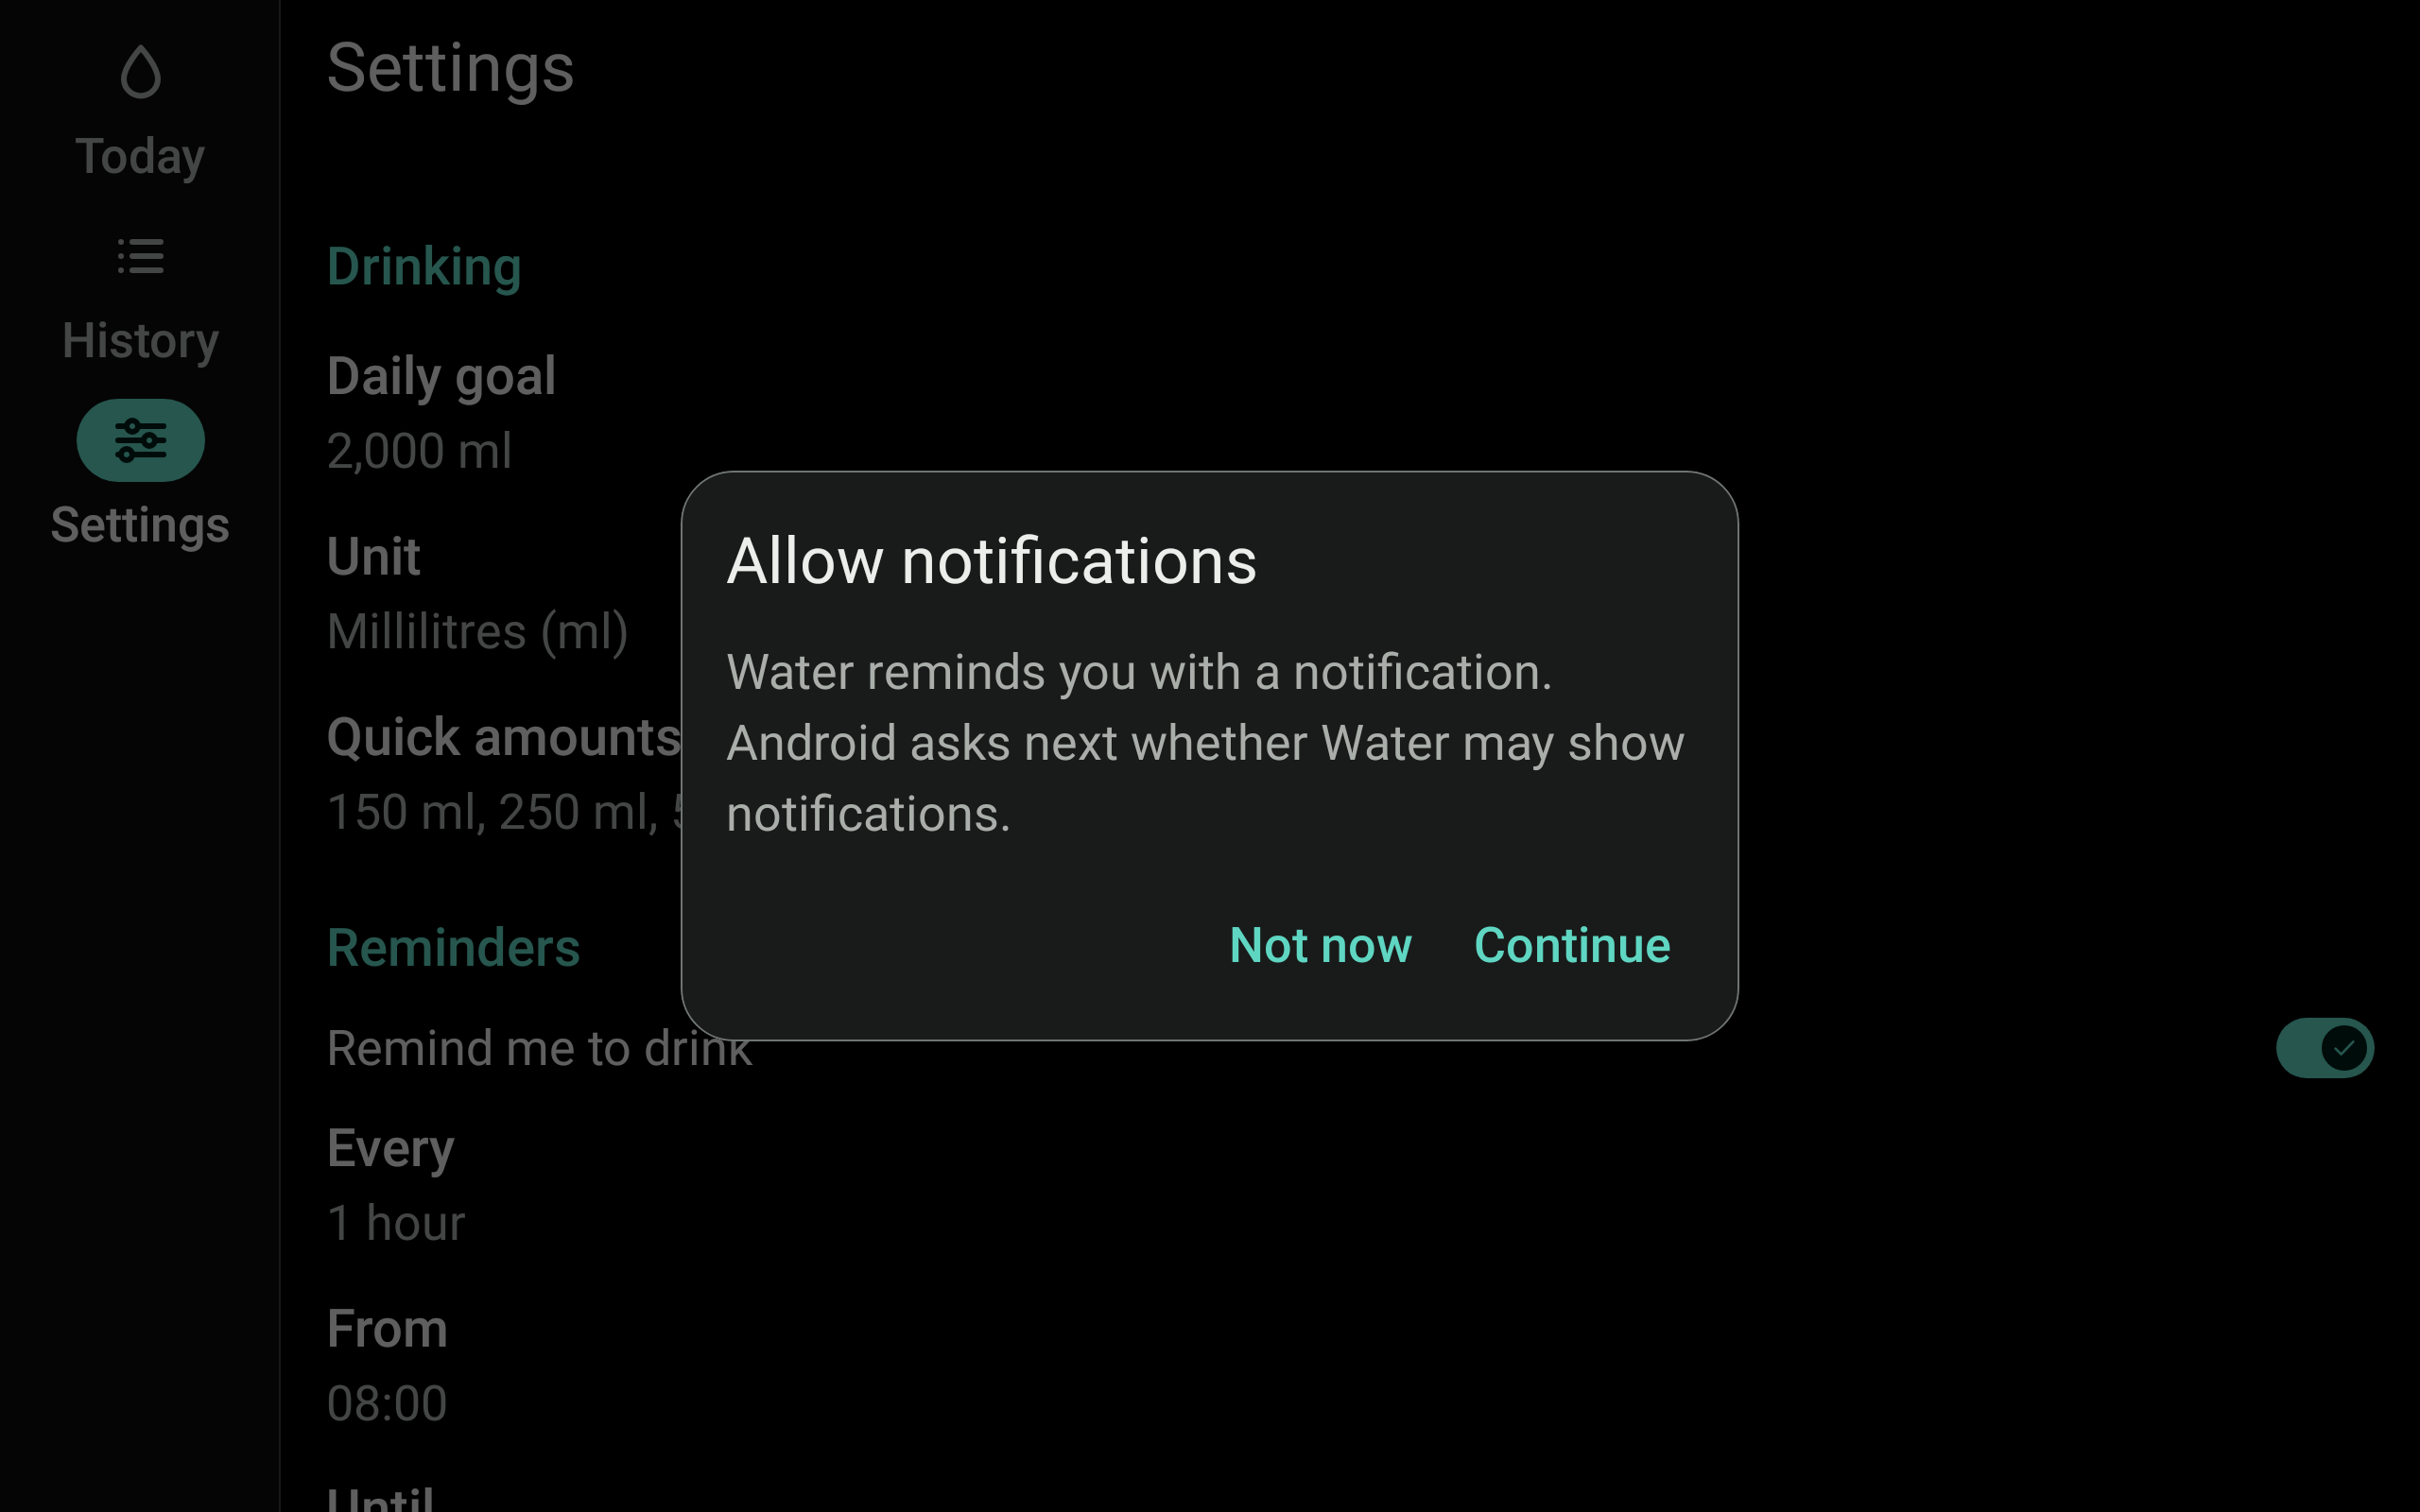 Today
History
Settings
Settings
Drinking
Daily goal
2,000 ml
Unit
Millilitres (ml)
Quick amounts
150 ml, 250 ml,
Allow notifications
Water reminds you with a notification.
Android asks next whether Water may show
notifications.
Not now
Continue
Reminders
Remind me to drink
Every
1 hour
From
08:00
Until